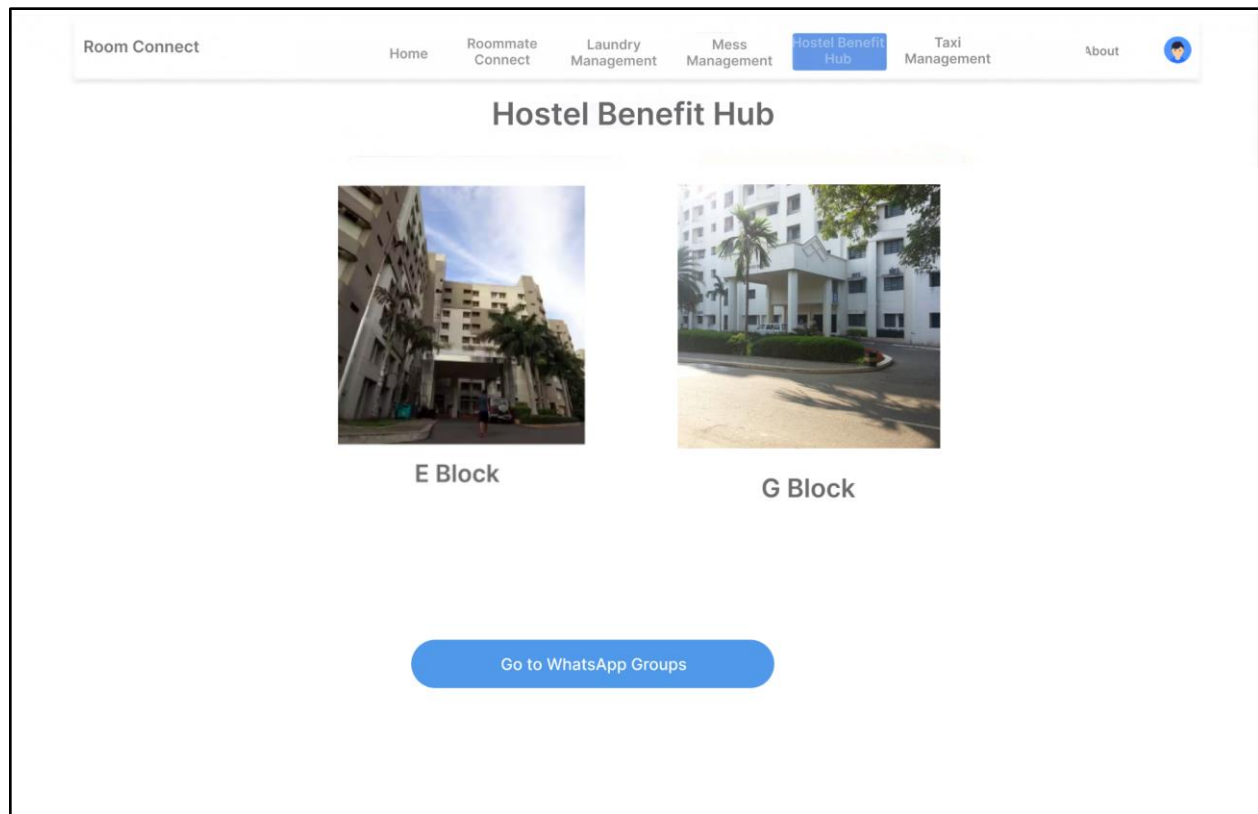 Room Connect
Home
Roommate
Connect
Laundry
Management
Mess
Management
Hostel Benefit
Hub
Taxi
Management
About
Hostel Benefit Hub
E Block
G Block
Go to WhatsApp Groups